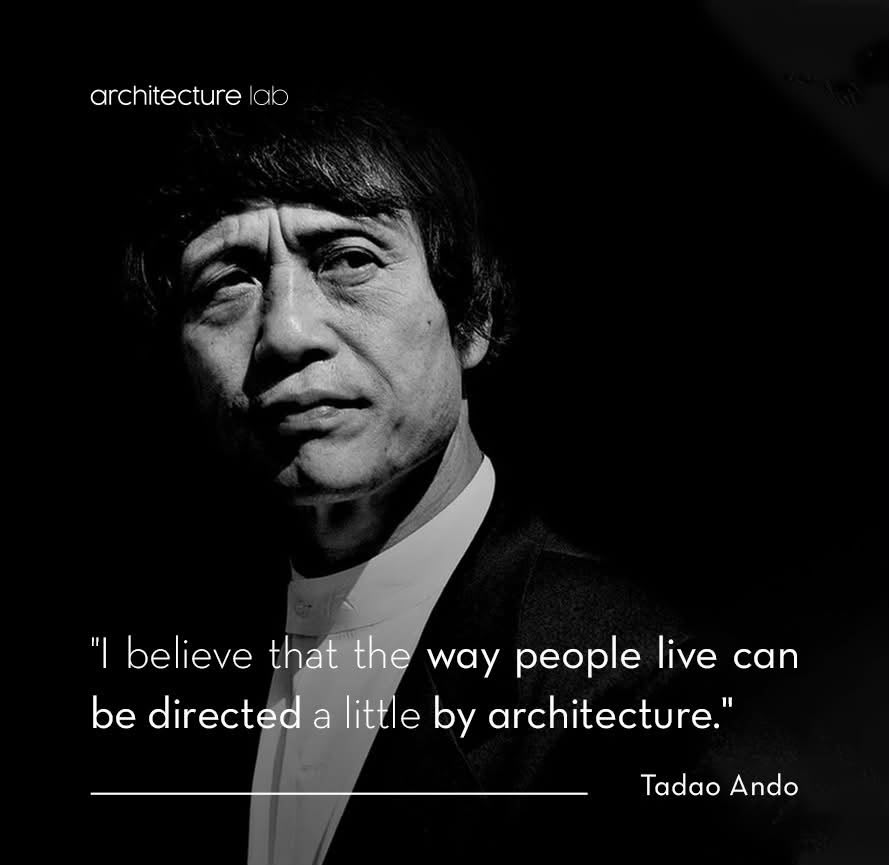 architecture lab
"I believe that the way people live can
be directed a little by architecture."
Tadao Ando